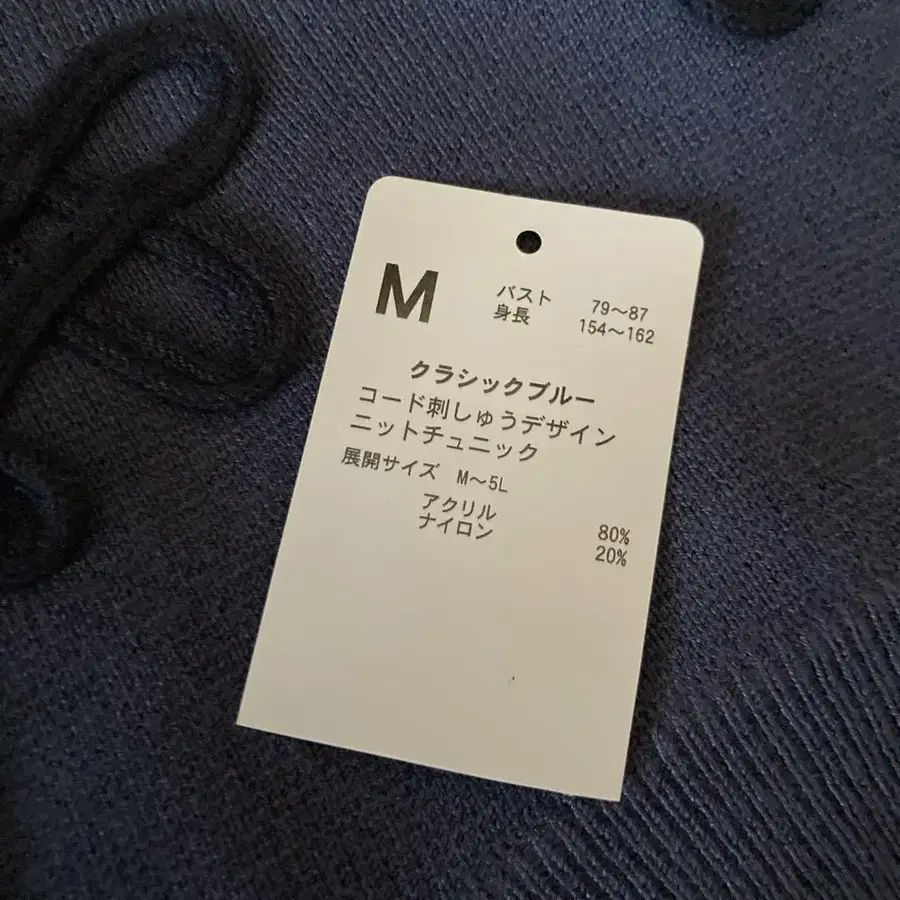 M
バスト 79～87
身長 154～162
クラシックブルー
コード刺しゅうデザイン
ニットチュニック
展開サイズ M～5L
アクリル 80%
ナイロン 20%